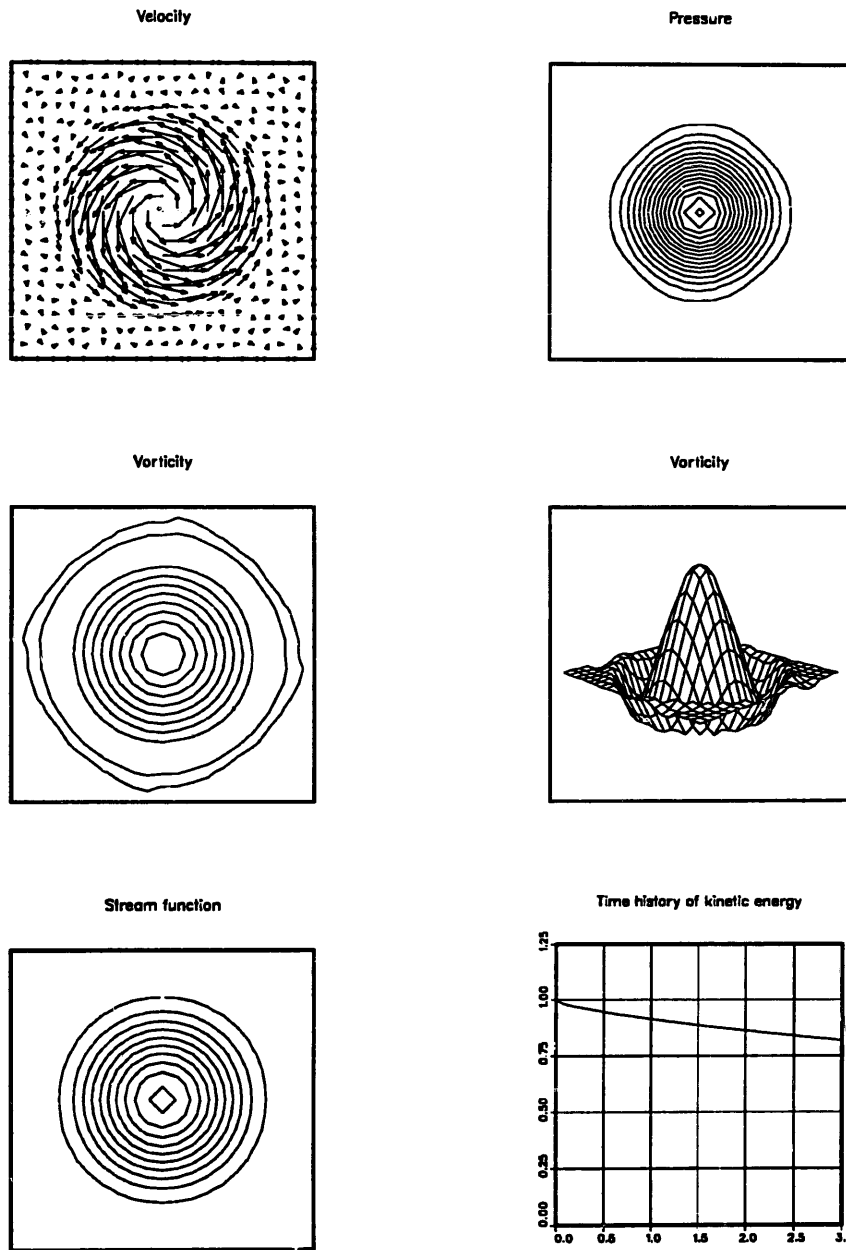 Velocity
Pressure
Vorticity
Vorticity
Stream function
Time history of kinetic energy
1.25
1.00
0.75
0.50
0.25
0.00
0.0 0.5 1.0 1.5 2.0 2.5 3.